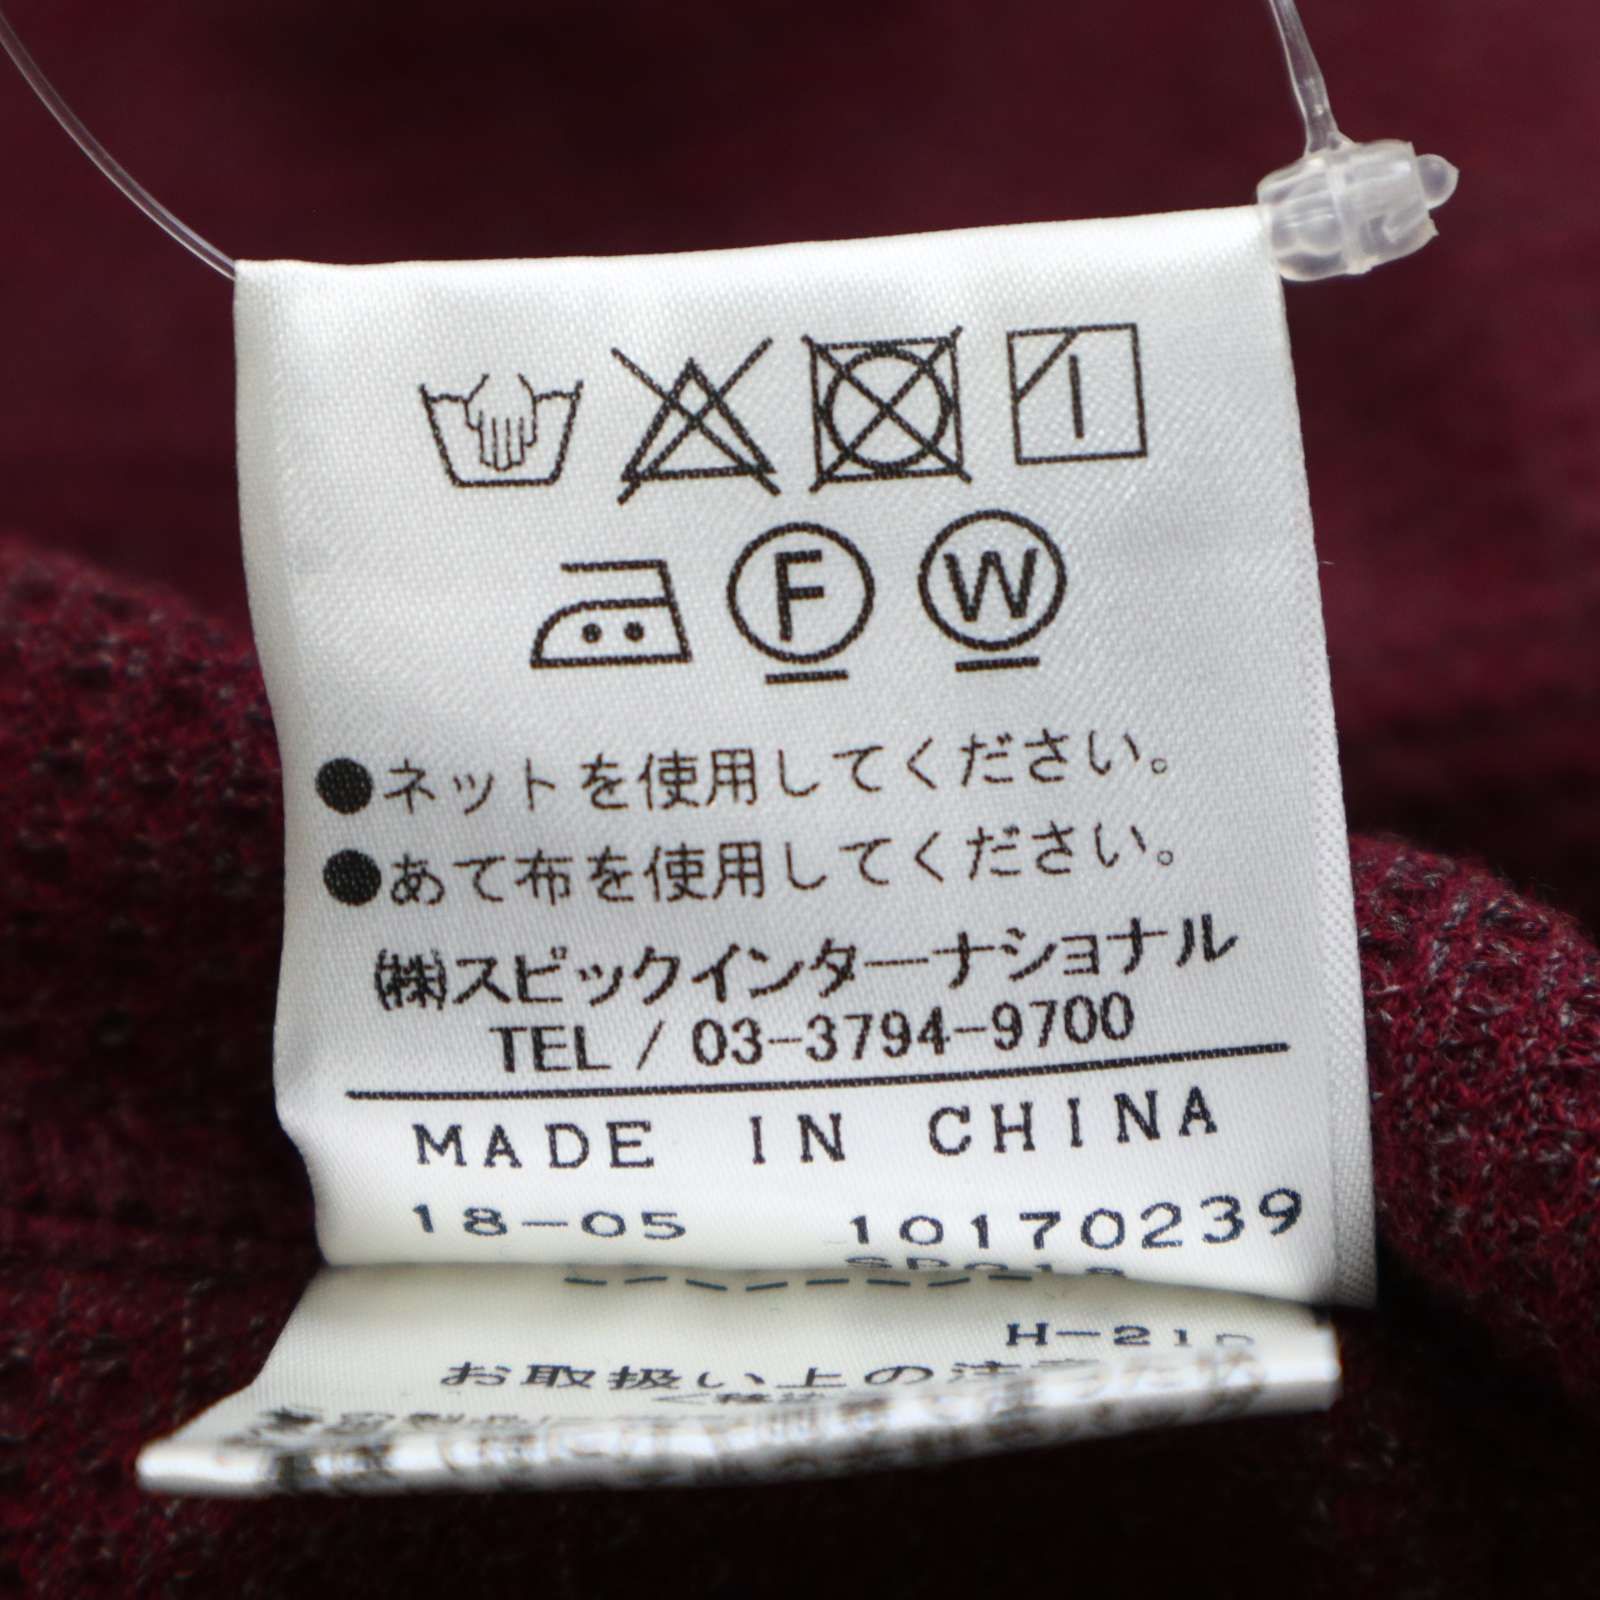 F W
●ネットを使用してください。
●あて布を使用してください。
㈱スピックインターナショナル
TEL / 03-3794-9700
MADE IN CHINA
18-05 10170239
お取扱い上の注意